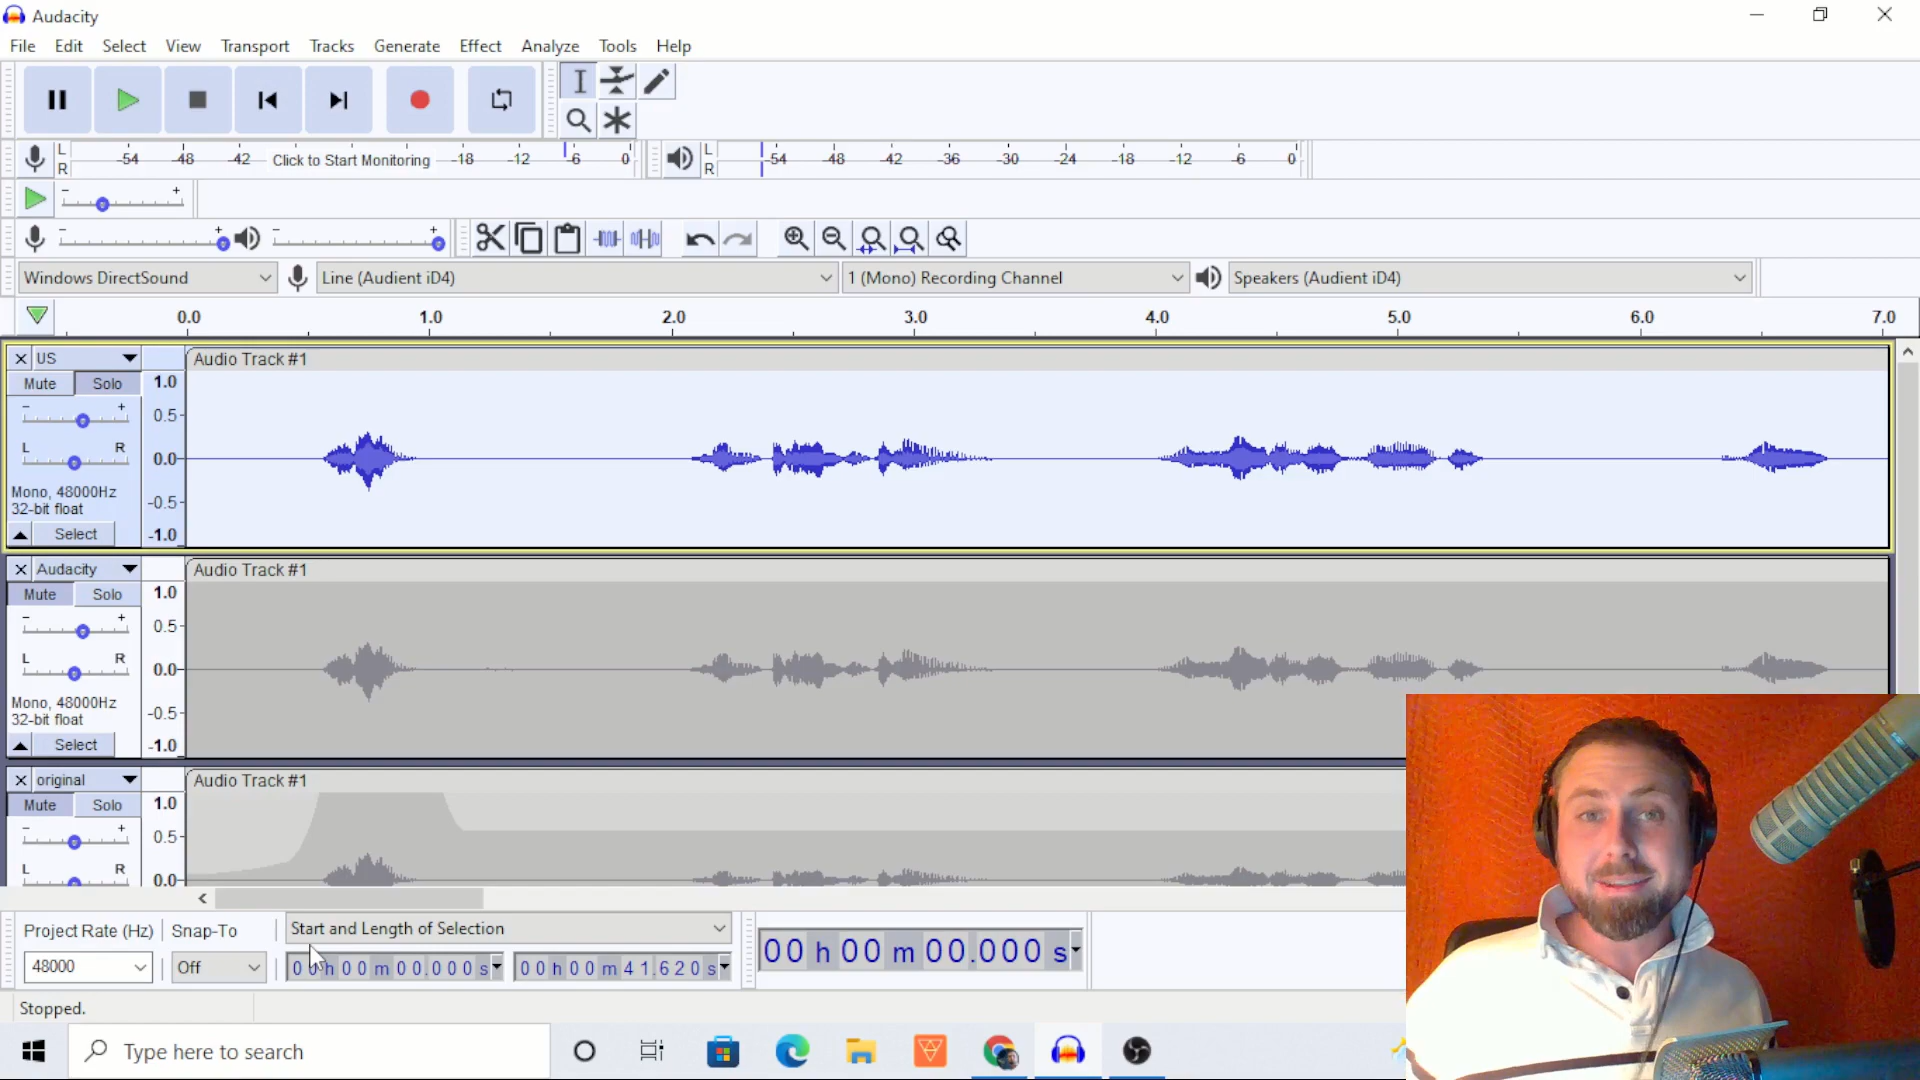 Audacity
File Edit Select View Transport Tracks Generate Effect Analyze Tools Help
L
R
-54 -48 -42 Click to Start Monitoring -18 -12 -6 0
L
R
-54 -48 -42 -36 -30 -24 -18 -12 -6 0
- +
- +
- +
Windows DirectSound
Line (Audient iD4)
1 (Mono) Recording Channel
Speakers (Audient iD4)
0.0 1.0 2.0 3.0 4.0 5.0 6.0 7.0
US
Audio Track #1
Mute Solo
- +
L R
Mono, 48000Hz
32-bit float
Select
1.0
0.5
0.0
-0.5
-1.0
Audacity
Audio Track #1
Mute Solo
- +
L R
Mono, 48000Hz
32-bit float
Select
1.0
0.5
0.0
-0.5
-1.0
original
Audio Track #1
Mute Solo
- +
L R
1.0
0.5
0.0
Project Rate (Hz) Snap-To
Start and Length of Selection
48000
Off
00 h 00 m 00.000 s
00 h 00 m 41.620 s
00 h 00 m 00.000 s
Stopped.
Type here to search